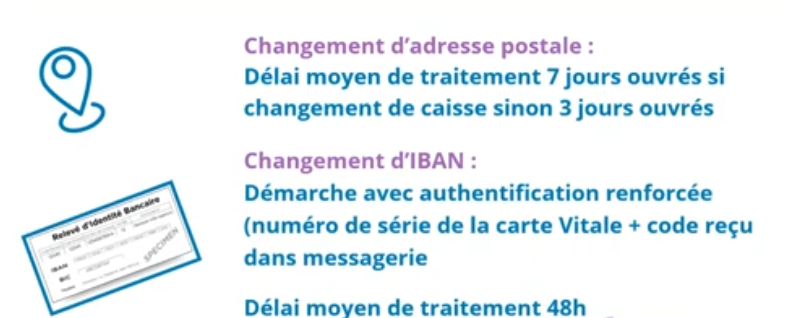 Changement d'adresse postale :
Délai moyen de traitement 7 jours ouvrés si
changement de caisse sinon 3 jours ouvrés
Changement d'IBAN :
Démarche avec authentification renforcée
(numéro de série de la carte Vitale + code reçu
dans messagerie
Délai moyen de traitement 48h
Relevé d'Identité Bancaire
IBAN
BIC
SPECIMEN